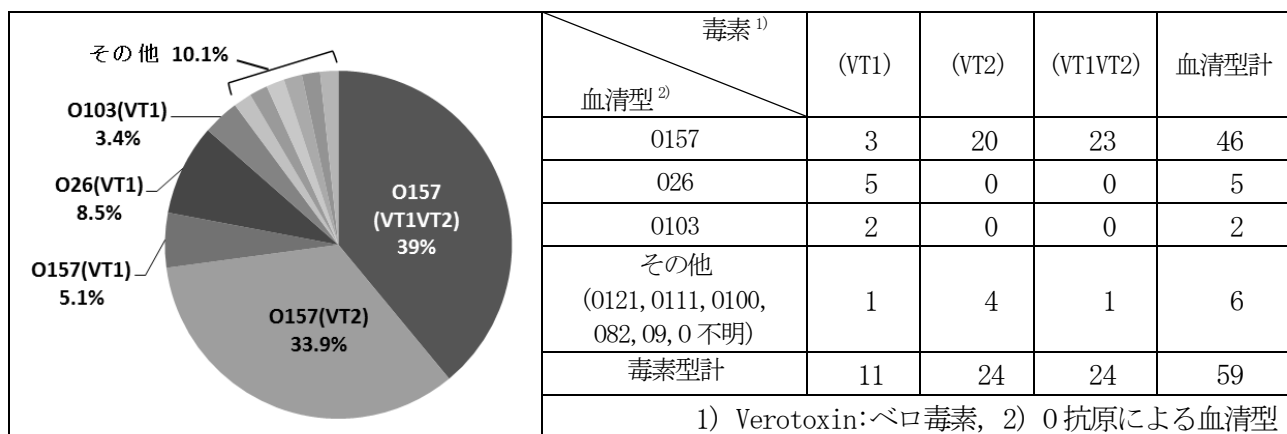 その他 10.1%
O103(VT1)
3.4%
O26(VT1)
8.5%
O157(VT1)
5.1%
O157
(VT1VT2)
39%
O157(VT2)
33.9%
毒素 1)
血清型 2)
(VT1) (VT2) (VT1VT2) 血清型計
O157 3 20 23 46
O26 5 0 0 5
O103 2 0 0 2
その他
(O121,O111,O100,
O82,O9,O不明) 1 4 1 6
毒素型計 11 24 24 59
1) Verotoxin:ベロ毒素, 2) O抗原による血清型